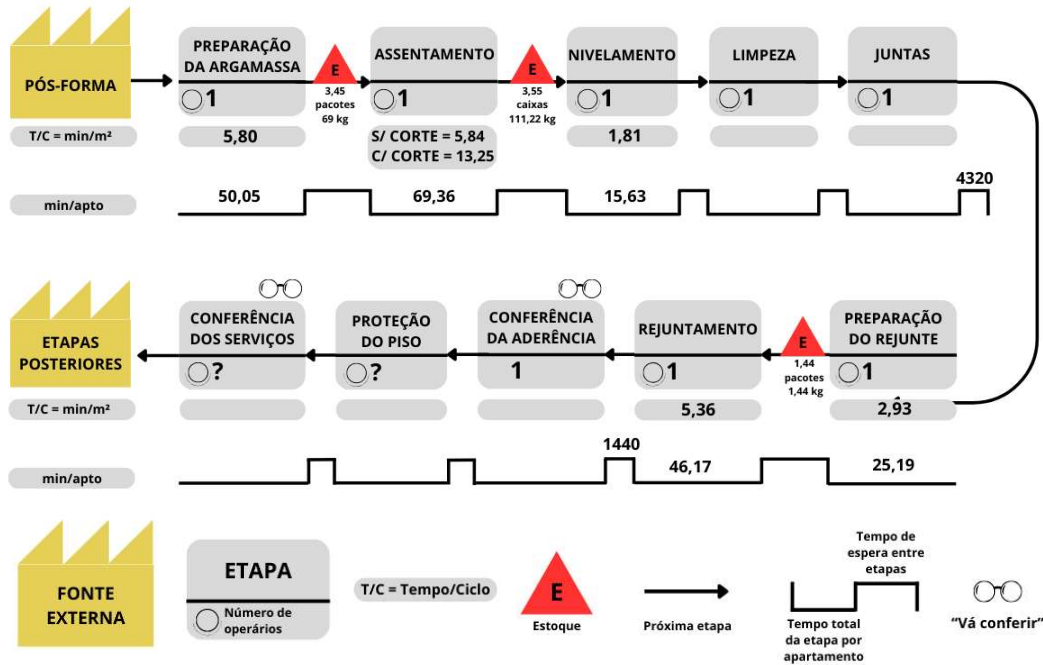 PÓS-FORMA
PREPARAÇÃO
DA ARGAMASSA
1
E
3,45
pacotes
69 kg
ASSENTAMENTO
1
E
3,55
caixas
111,22 kg
NIVELAMENTO
1
LIMPEZA
1
JUNTAS
1
T/C = min/m²
5,80
S/ CORTE = 5,84
C/ CORTE = 13,25
1,81
min/apto
50,05
69,36
15,63
4320
ETAPAS
POSTERIORES
CONFERÊNCIA
DOS SERVIÇOS
?
PROTEÇÃO
DO PISO
?
CONFERÊNCIA
DA ADERÊNCIA
1
REJUNTAMENTO
1
E
1,44
pacotes
1,44 kg
PREPARAÇÃO
DO REJUNTE
1
T/C = min/m²
5,36
2,93
min/apto
1440
46,17
25,19
FONTE
EXTERNA
ETAPA
Número de
operários
T/C = Tempo/Ciclo
E
Estoque
Próxima etapa
Tempo de
espera entre
etapas
Tempo total
da etapa por
apartamento
"Vá conferir"